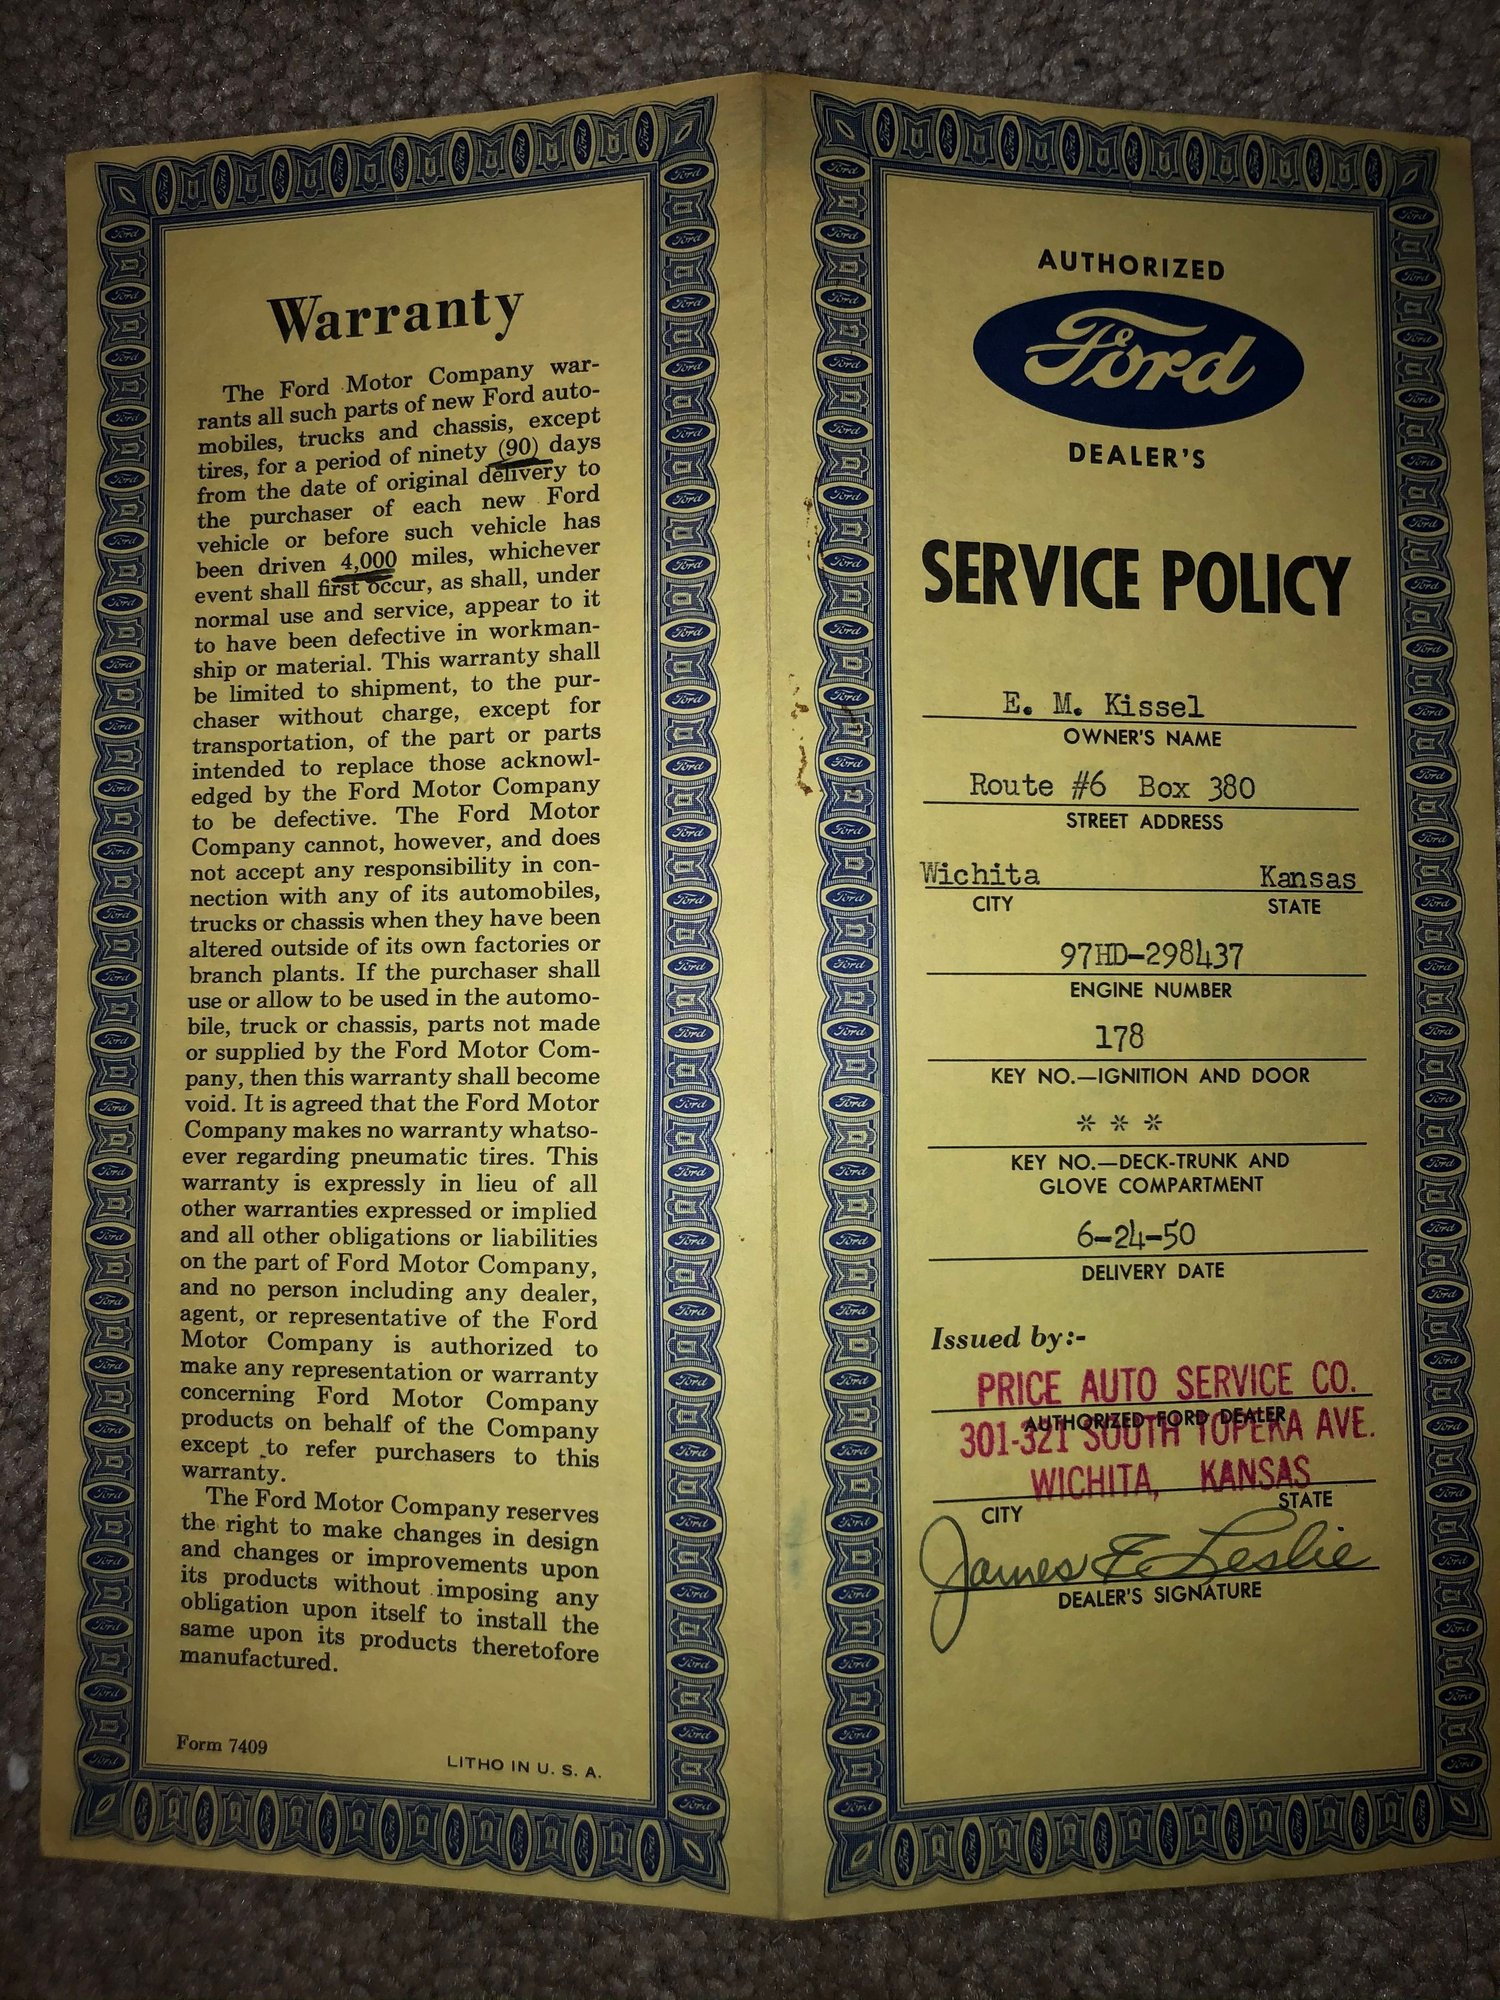 Warranty
The Ford Motor Company war-
rants all such parts of new Ford auto-
mobiles, trucks and chassis, except
tires, for a period of ninety (90) days
from the date of original delivery to
the purchaser of each new Ford
vehicle or before such vehicle has
been driven 4,000 miles, whichever
event shall first occur, as shall, under
normal use and service, appear to it
to have been defective in workman-
ship or material. This warranty shall
be limited to shipment, to the pur-
chaser without charge, except for
transportation, of the part or parts
intended to replace those acknowl-
edged by the Ford Motor Company
to be defective. The Ford Motor
Company cannot, however, and does
not accept any responsibility in con-
nection with any of its automobiles,
trucks or chassis when they have been
altered outside of its own factories or
branch plants. If the purchaser shall
use or allow to be used in the automo-
bile, truck or chassis, parts not made
or supplied by the Ford Motor Com-
pany, then this warranty shall become
void. It is agreed that the Ford Motor
Company makes no warranty whatso-
ever regarding pneumatic tires. This
warranty is expressly in lieu of all
other warranties expressed or implied
and all other obligations or liabilities
on the part of Ford Motor Company,
and no person including any dealer,
agent, or representative of the Ford
Motor Company is authorized to
make any representation or warranty
concerning Ford Motor Company
products on behalf of the Company
except to refer purchasers to this
warranty.
The Ford Motor Company reserves
the right to make changes in design
and changes or improvements upon
its products without imposing any
obligation upon itself to install the
same upon its products theretofore
manufactured.
Form 7409
LITHO IN U. S. A.
AUTHORIZED
Ford
DEALER'S
SERVICE POLICY
E. M. Kissel
OWNER'S NAME
Route #6 Box 380
STREET ADDRESS
Wichita Kansas
CITY STATE
97HD-298437
ENGINE NUMBER
178
KEY NO.—IGNITION AND DOOR
* * *
KEY NO.—DECK-TRUNK AND
GLOVE COMPARTMENT
6-24-50
DELIVERY DATE
Issued by:-
PRICE AUTO SERVICE CO.
AUTHORIZED FORD DEALER
301-321 SOUTH TOPEKA AVE.
WICHITA, KANSAS
CITY STATE
James E Leslie
DEALER'S SIGNATURE